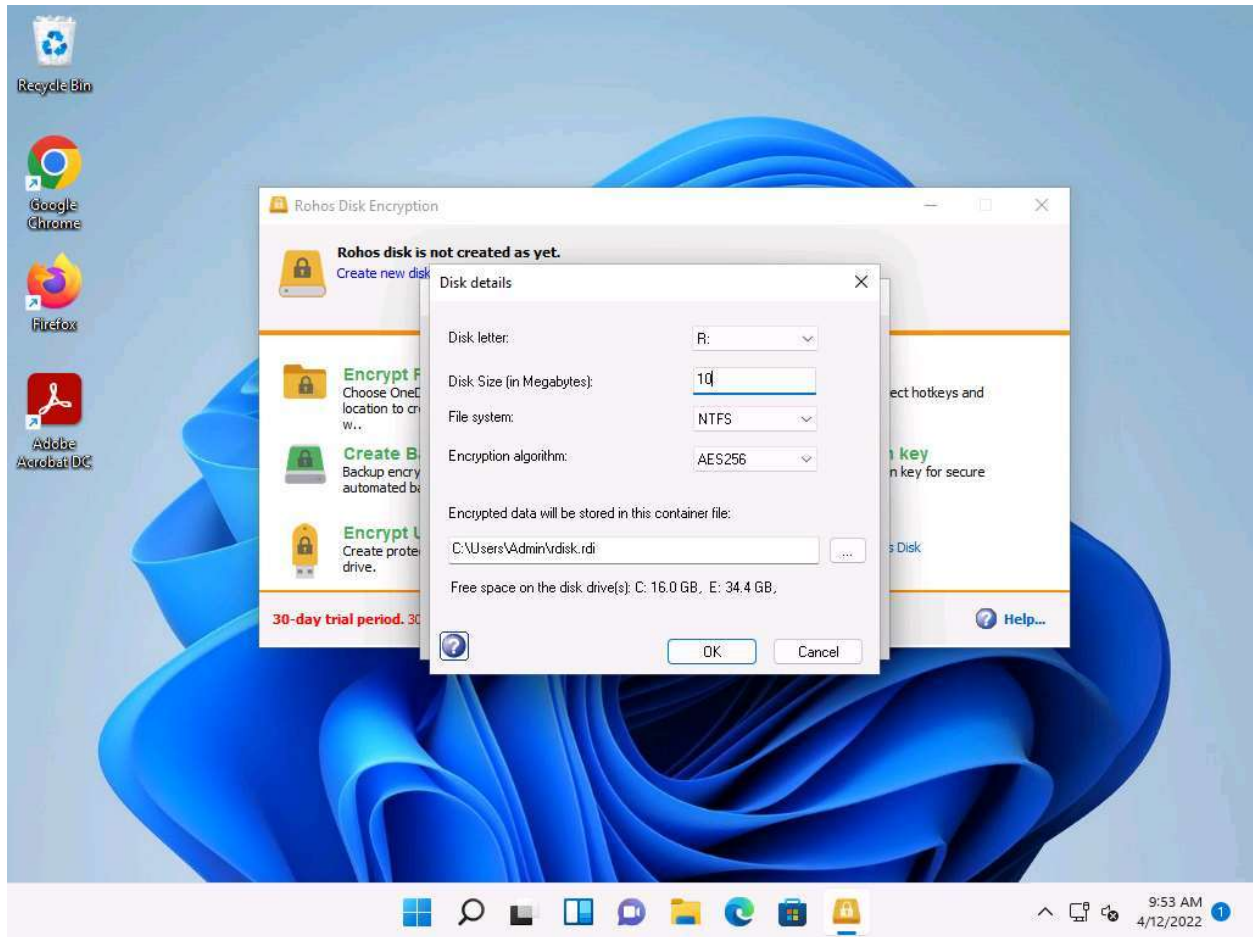 Recycle Bin
Google
Chrome
Firefox
Adobe
Acrobat DC
Rohos Disk Encryption
Rohos disk is not created as yet.
Create new disk
Encrypt F
Choose OneD
location to cr
w..
Create B
Backup encry
automated ba
Encrypt U
Create prote
drive.
ect hotkeys and
n key
n key for secure
s Disk
30-day trial period. 30
Help...
Disk details
Disk letter:
R:
Disk Size (in Megabytes):
10
File system:
NTFS
Encryption algorithm:
AES256
Encrypted data will be stored in this container file:
C:\Users\Admin\rdisk.rdi
...
Free space on the disk drive(s): C: 16.0 GB, E: 34.4 GB,
OK
Cancel
9:53 AM
4/12/2022
1